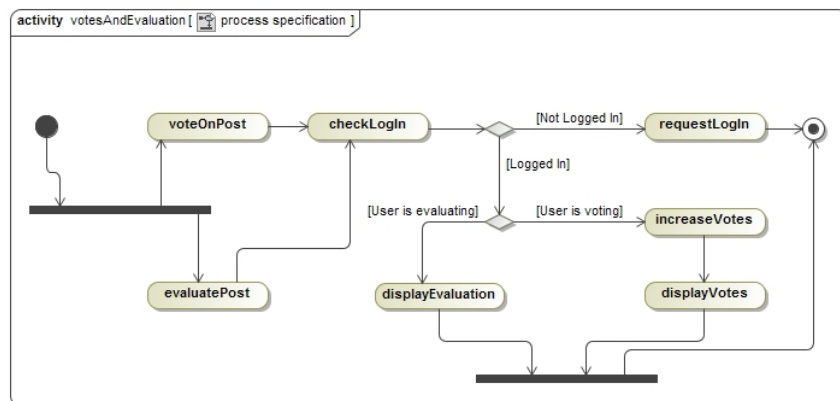 activity votesAndEvaluation [ process specification ]
voteOnPost
checkLogIn
[Not Logged In]
requestLogIn
[Logged In]
[User is evaluating]
[User is voting]
increaseVotes
evaluatePost
displayEvaluation
displayVotes